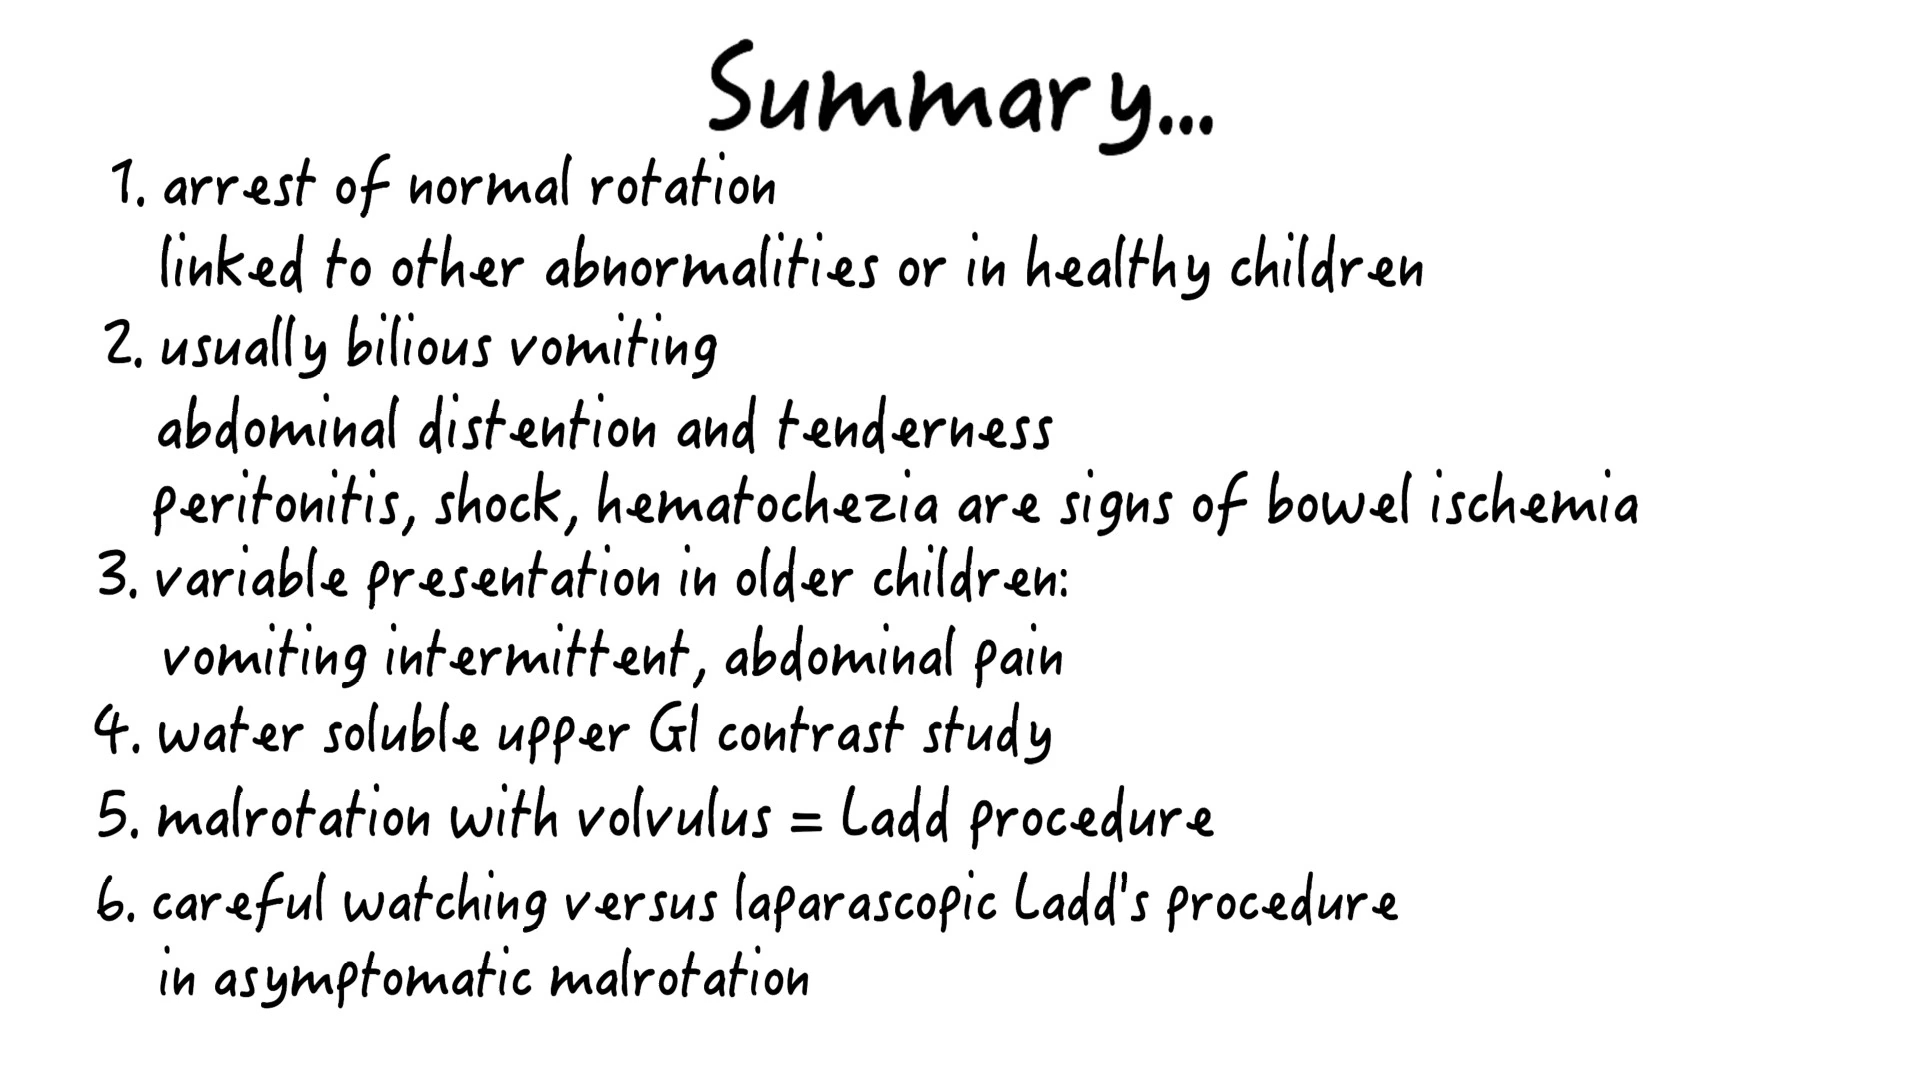 Summary...
1. arrest of normal rotation
linked to other abnormalities or in healthy children
2. usually bilious vomiting
abdominal distention and tenderness
peritonitis, shock, hematochezia are signs of bowel ischemia
3. variable presentation in older children:
vomiting intermittent, abdominal pain
4. water soluble upper GI contrast study
5. malrotation with volvulus = Ladd procedure
6. careful watching versus laparascopic Ladd's procedure
in asymptomatic malrotation